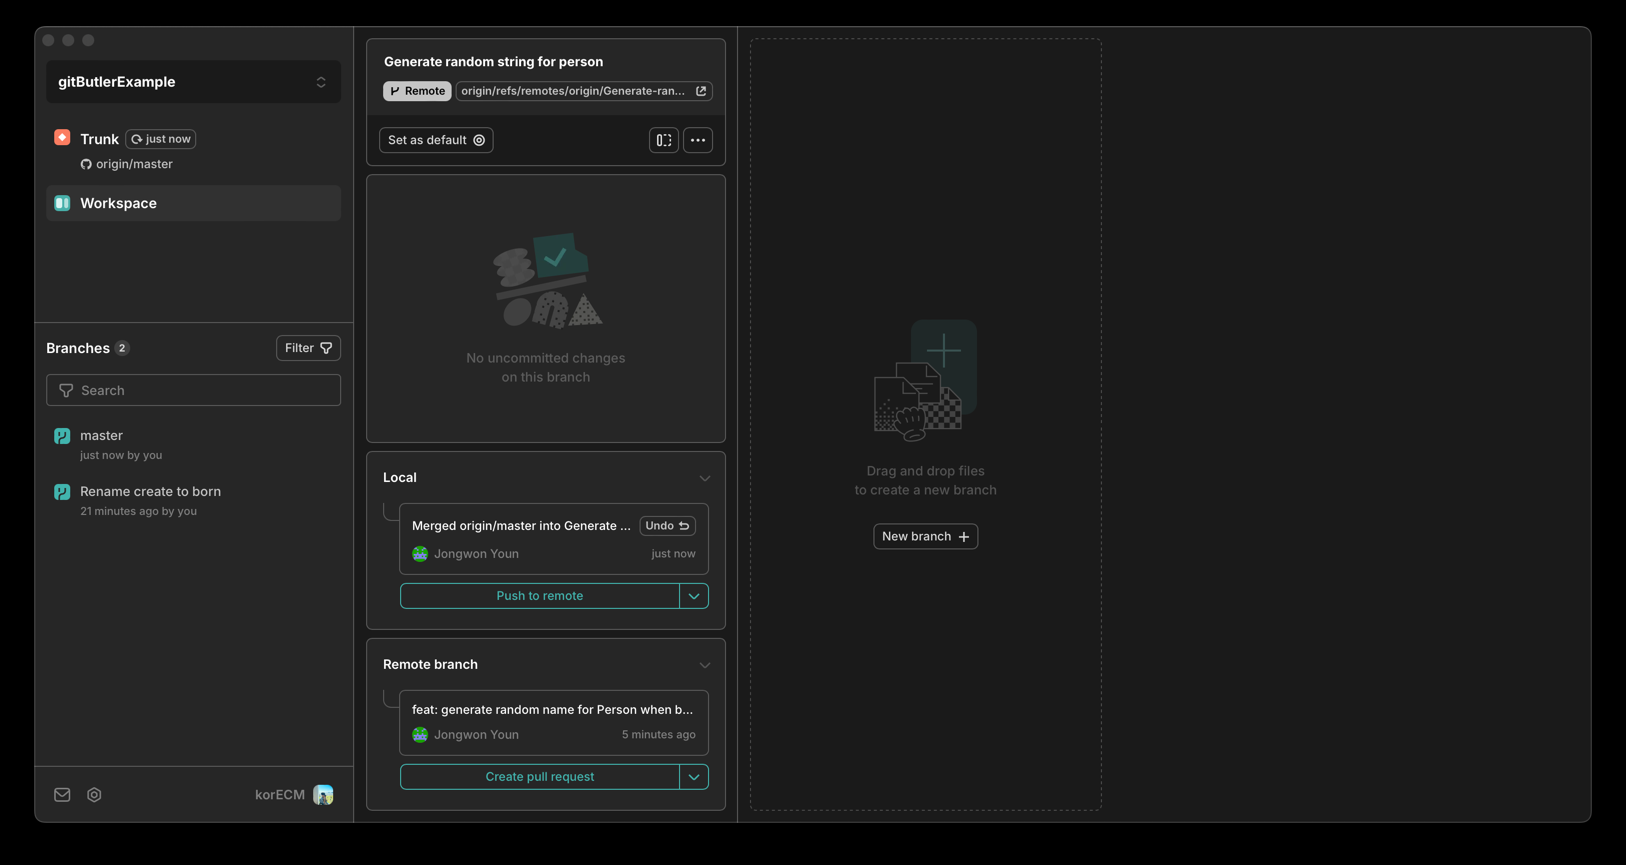 gitButlerExample
Trunk just now
origin/master
Workspace
Branches 2
Filter
Search
master
just now by you
Rename create to born
21 minutes ago by you
korECM
Generate random string for person
Remote origin/refs/remotes/origin/Generate-ran...
Set as default
No uncommitted changes
on this branch
Local
Merged origin/master into Generate ... Undo
Jongwon Youn just now
Push to remote
Remote branch
feat: generate random name for Person when b...
Jongwon Youn 5 minutes ago
Create pull request
Drag and drop files
to create a new branch
New branch